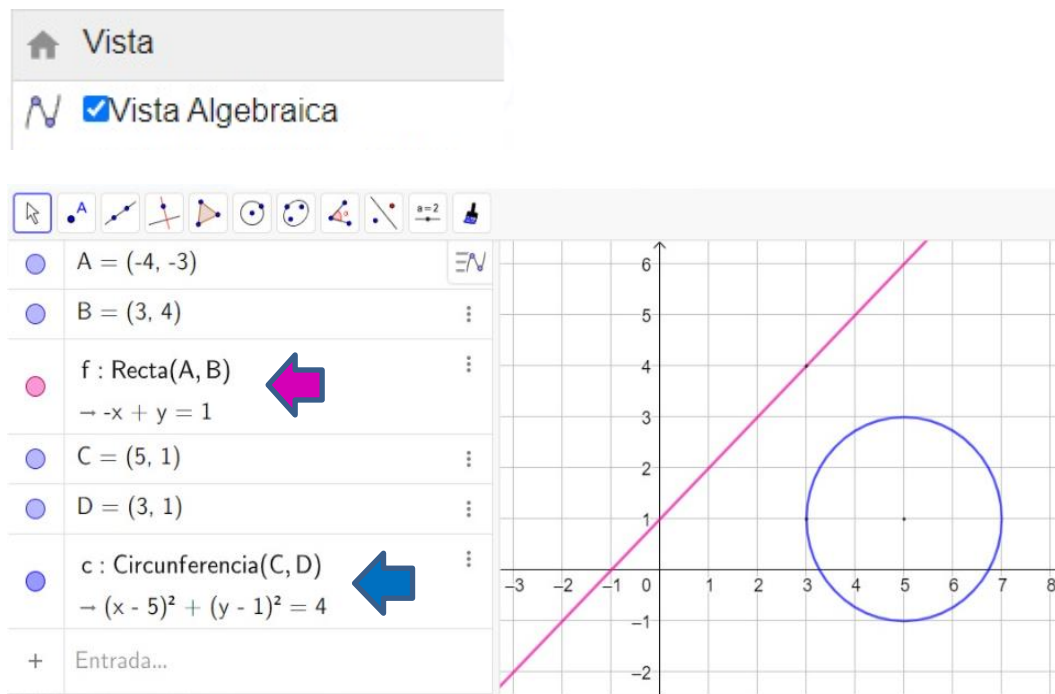 Vista
Vista Algebraica
A
a=2
A = (-4, -3)
B = (3, 4)
f : Recta(A, B)
→ -x + y = 1
C = (5, 1)
D = (3, 1)
c : Circunferencia(C, D)
→ (x - 5)² + (y - 1)² = 4
+ Entrada...
6
5
4
3
2
1
–3 –2 –1 0 1 2 3 4 5 6 7 8
–1
–2